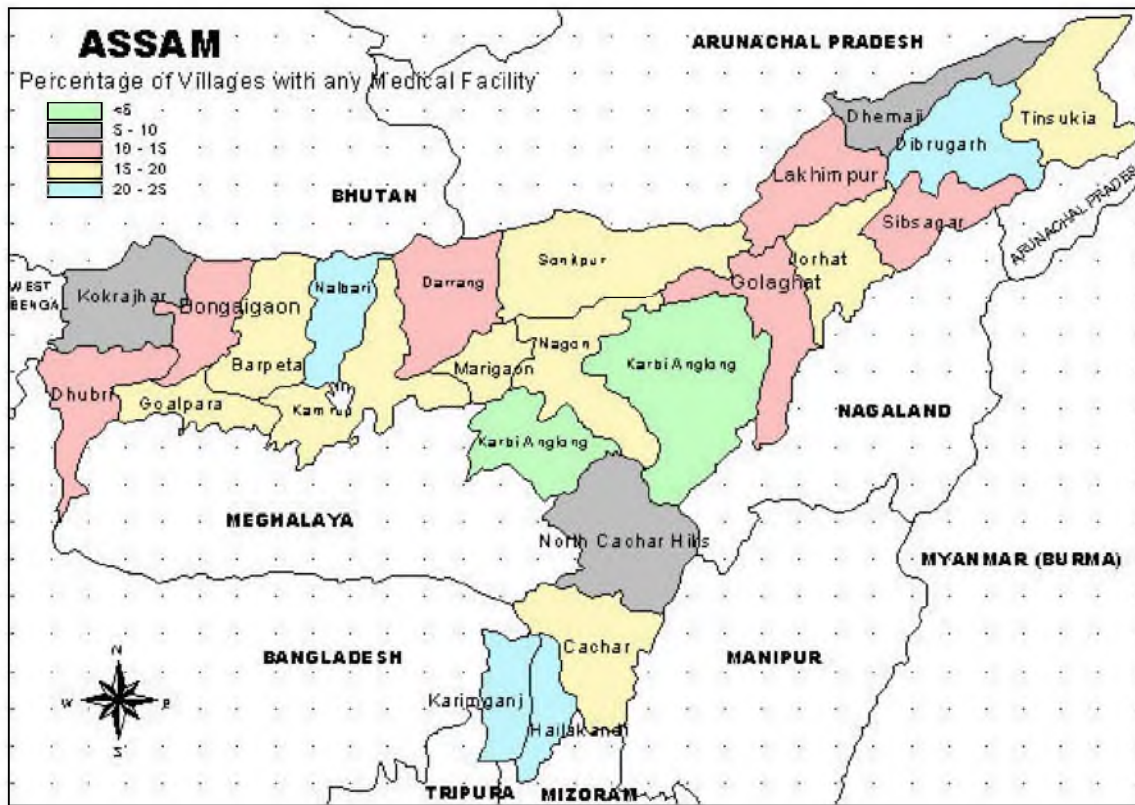 ASSAM
ARUNACHAL PRADESH
Percentage of Villages with any Medical Facility
<5
5 - 10
10 - 15
15 - 20
20 - 25
Dhemaji
Tinsukia
Dibrugarh
Lakhimpur
BHUTAN
Sibsagar
ARUNACHAL PRADES
Sonitpur
Jorhat
WEST
BENGA
Kokrajhar
Nalbari
Darrang
Golaghat
Bongaigaon
Nagon
Barpeta
Marigaon
Karbi Anglong
Dhubri
Goalpara
Kamrup
NAGALAND
Karbi Anglong
MEGHALAYA
North Cachar Hills
MYANMAR (BURMA)
Cachar
BANGLADESH
MANIPUR
N
W
E
S
Karimganj
Hailakandi
TRIPURA
MIZORAM